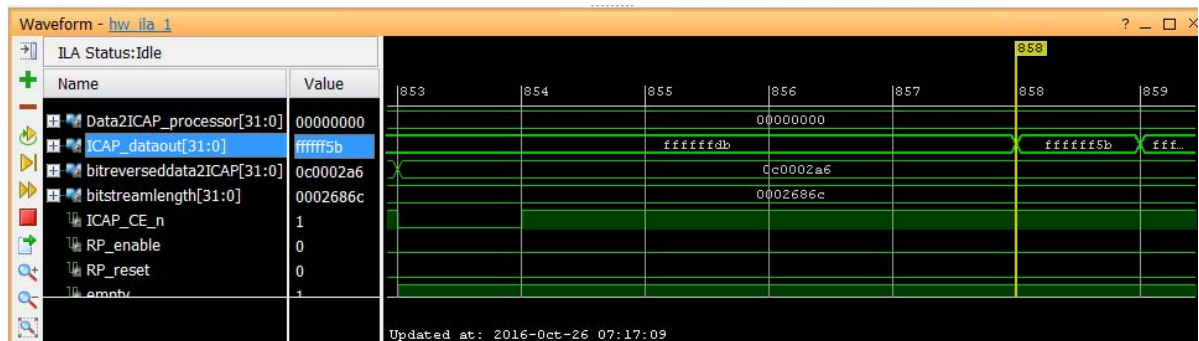 Waveform - hw_ila_1
ILA Status:Idle
Name Value
Data2ICAP_processor[31:0] 00000000
ICAP_dataout[31:0] ffffff5b
bitreverseddata2ICAP[31:0] 0c0002a6
bitstreamlength[31:0] 0002686c
ICAP_CE_n 1
RP_enable 0
RP_reset 0
empty 1
858
853 854 855 856 857 858 859
00000000
ffffffdb ffffff5b fff...
0c0002a6
0002686c
Updated at: 2016-Oct-26 07:17:09